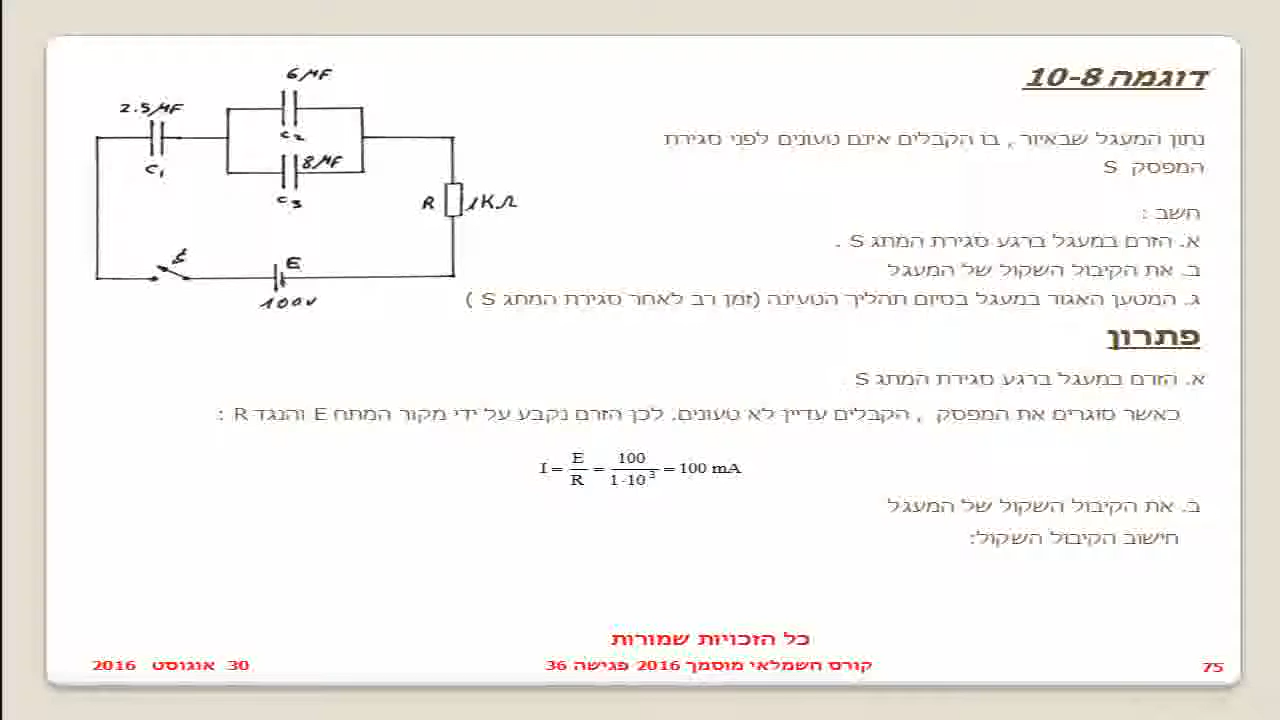 דוגמה 10-8
נתון המעגל שבאיור , בו הקבלים אינם טעונים לפני סגירת
המפסק S
חשב :
א. הזרם במעגל ברגע סגירת המתג S .
ב. את הקיבול השקול של המעגל
ג. המטען האגור במעגל בסיום תהליך הטעינה (זמן רב לאחר סגירת המתג S )
6μF
2.5μF
C2
8μF
C1
C3
R 1KΩ
S
E
100V
פתרון
א. הזרם במעגל ברגע סגירת המתג S
כאשר סוגרים את המפסק , הקבלים עדיין לא טעונים. לכן הזרם נקבע על ידי מקור המתח E והנגד R :
I = E/R = 100/1·10³ = 100 mA
ב. את הקיבול השקול של המעגל
חישוב הקיבול השקול:
כל הזכויות שמורות
75 קורס חשמלאי מוסמך 2016 פגישה 36 30 אוגוסט 2016